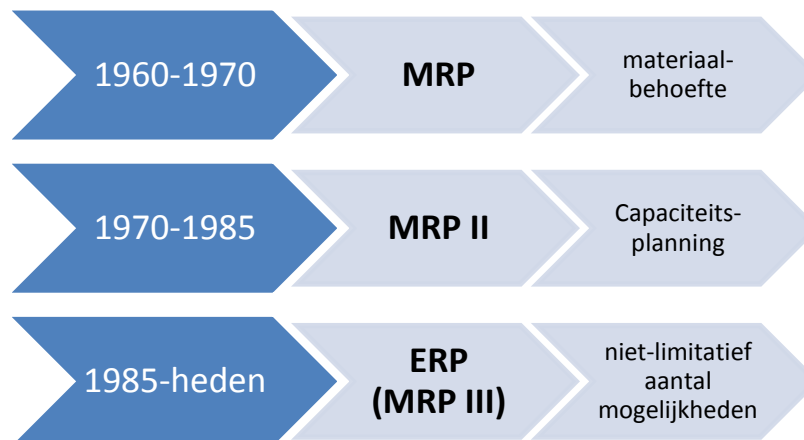 1960-1970
MRP
materiaal-
behoefte
1970-1985
MRP II
Capaciteits-
planning
1985-heden
ERP
(MRP III)
niet-limitatief
aantal
mogelijkheden